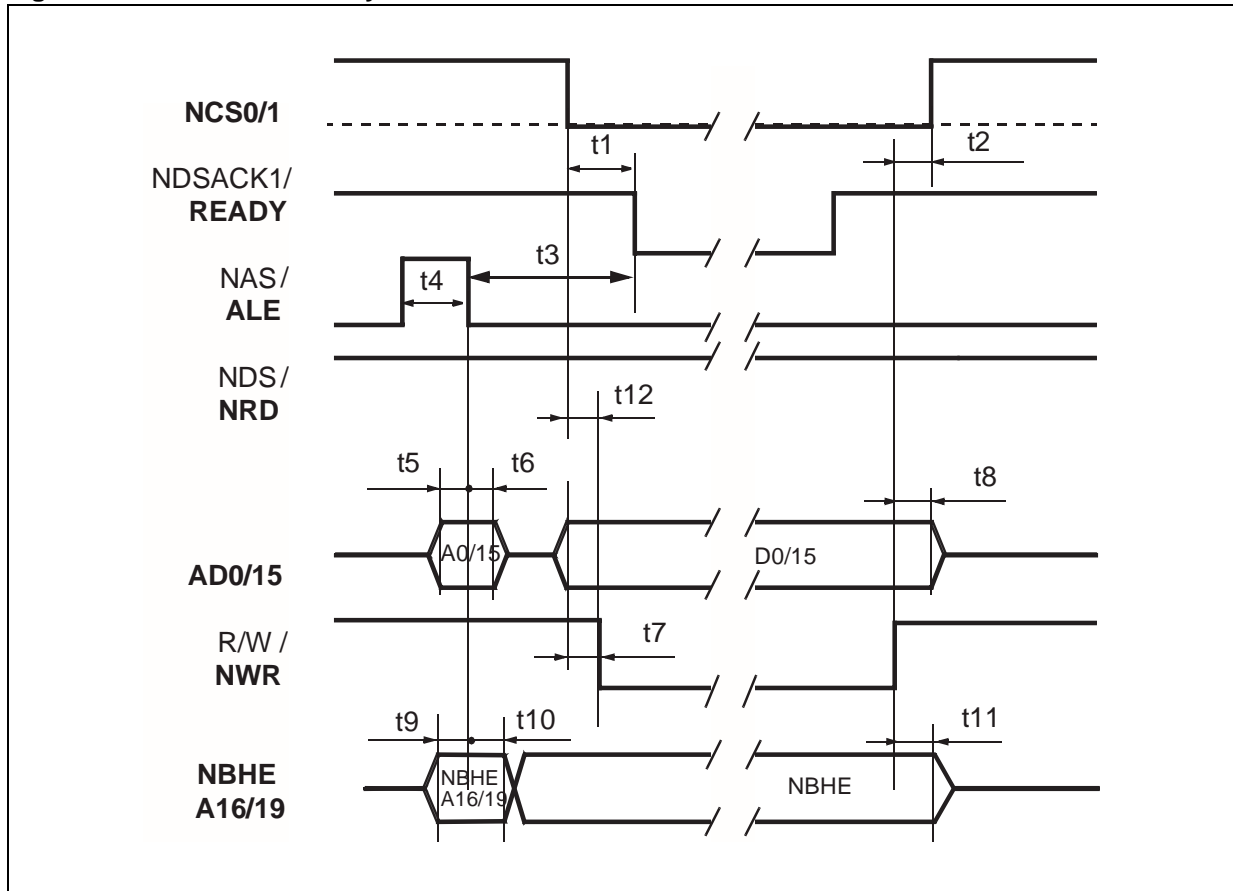 NCS0/1
t1
t2
NDSACK1/
READY
t3
NAS /
t4
ALE
NDS /
NRD
t12
t5
t6
t8
A0/15
D0/15
AD0/15
R/W /
t7
NWR
t9
t10
t11
NBHE
A16/19
NBHE
A16/19
NBHE